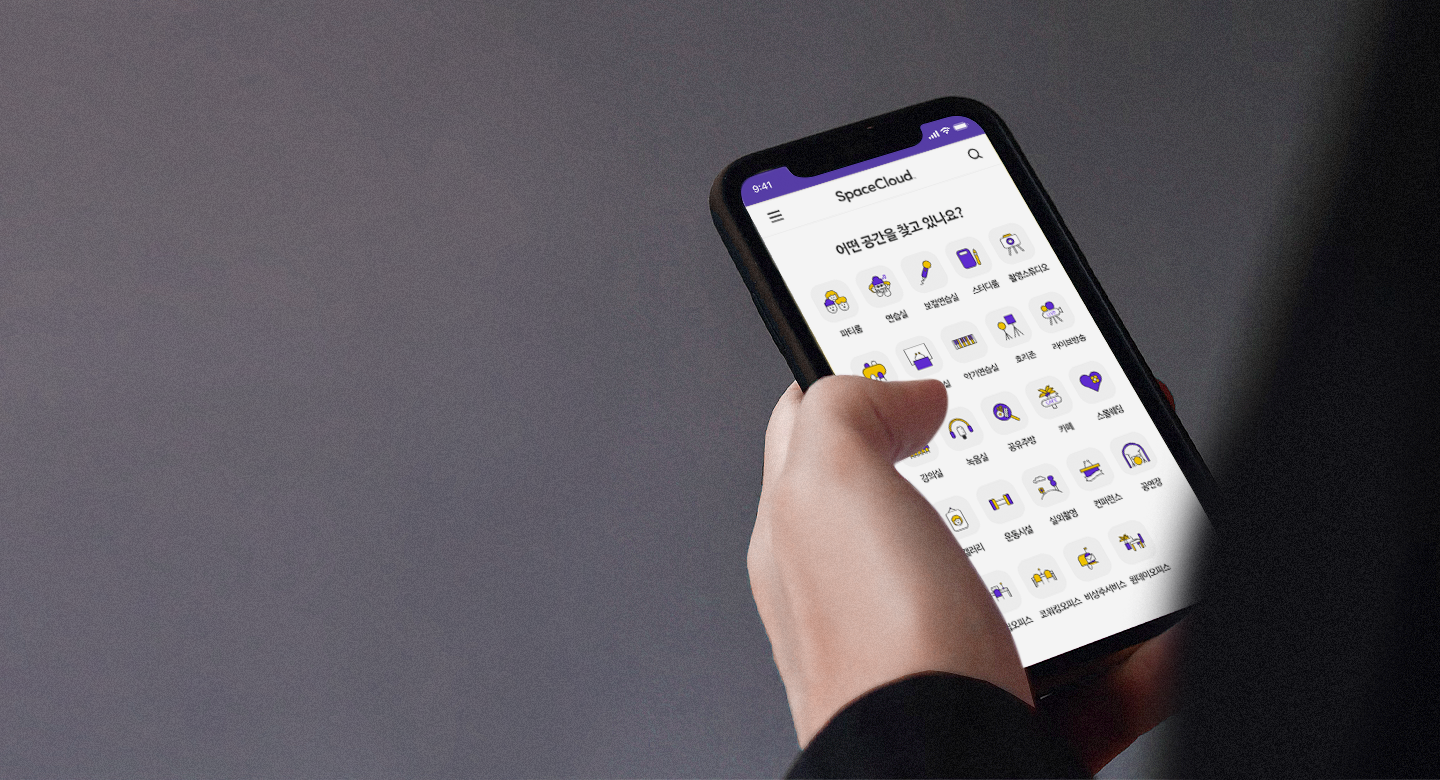 9:41
SpaceCloud
어떤 공간을 찾고 있나요?
파티룸 연습실 보컬연습실 스터디룸 촬영스튜디오
악기연습실 호리존 라이브방송
강의실 녹음실 공유주방 카페 스몰웨딩
갤러리 운동시설 실외촬영 컨퍼런스 공연장
코워킹오피스 비상주서비스 원데이오피스